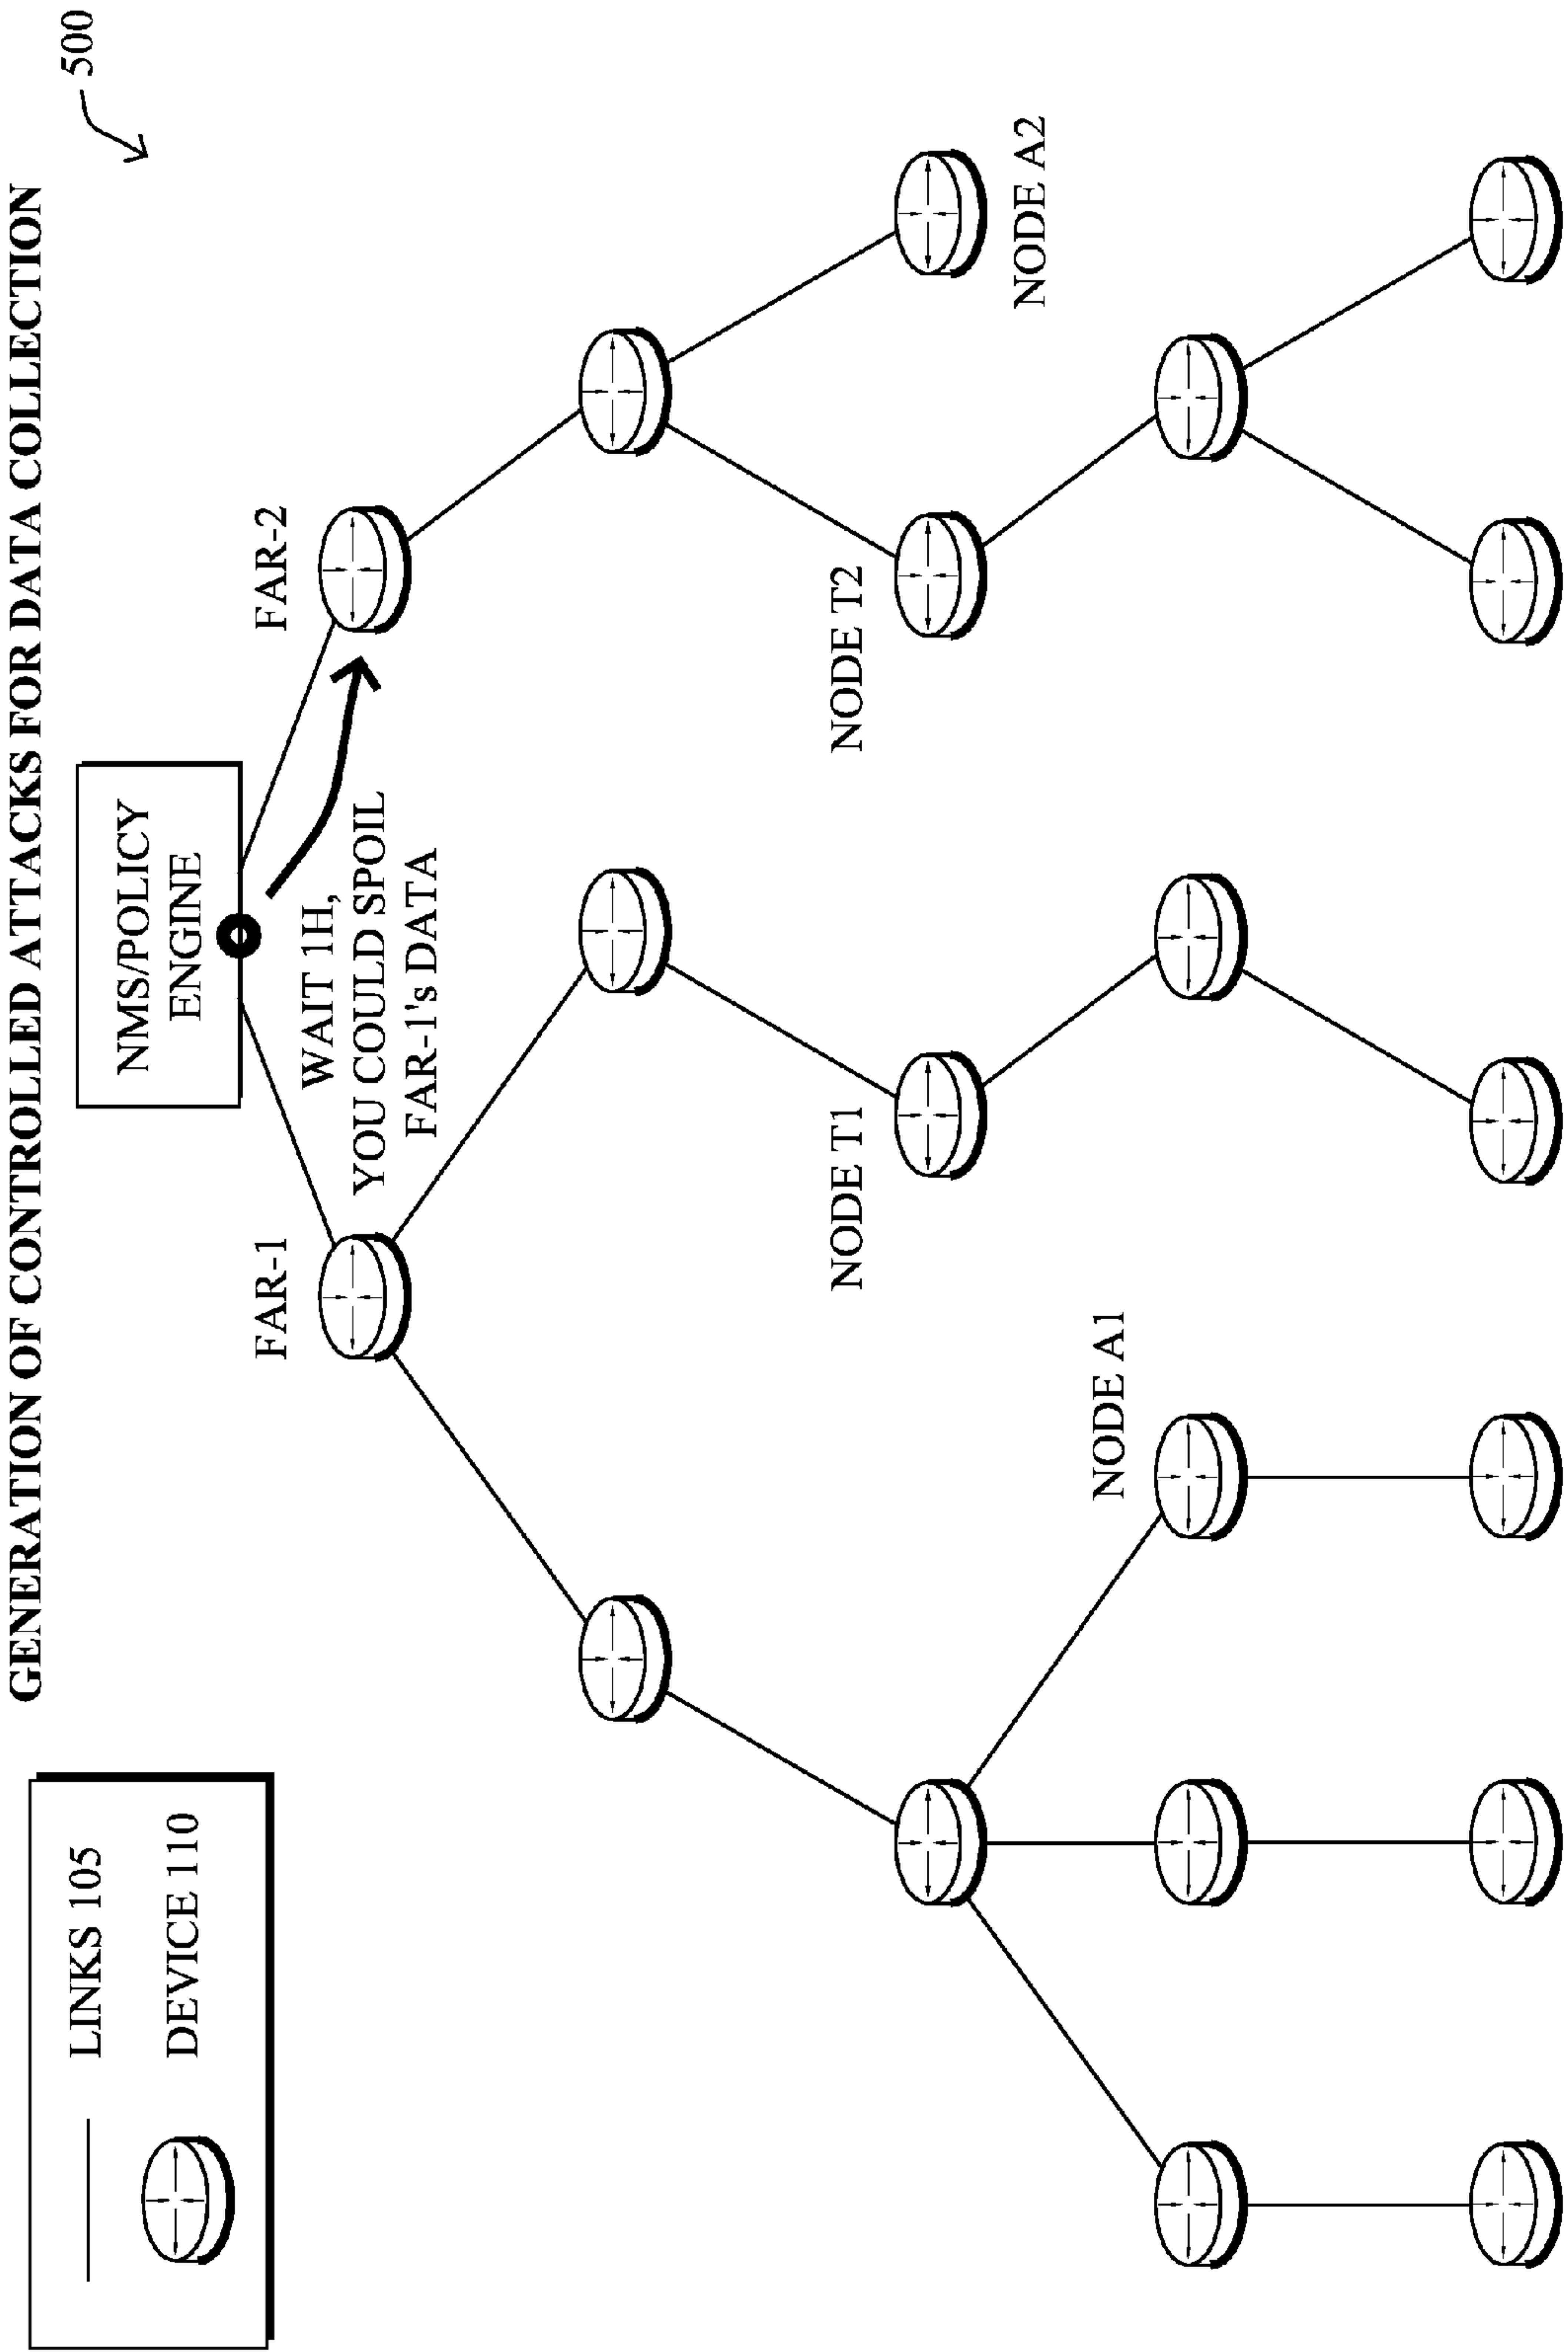 GENERATION OF CONTROLLED ATTACKS FOR DATA COLLECTION
500
LINKS 105
DEVICE 110
NMS/POLICY
ENGINE
FAR-1
FAR-2
WAIT 1H,
YOU COULD SPOIL
FAR-1's DATA
NODE T1
NODE T2
NODE A2
NODE A1